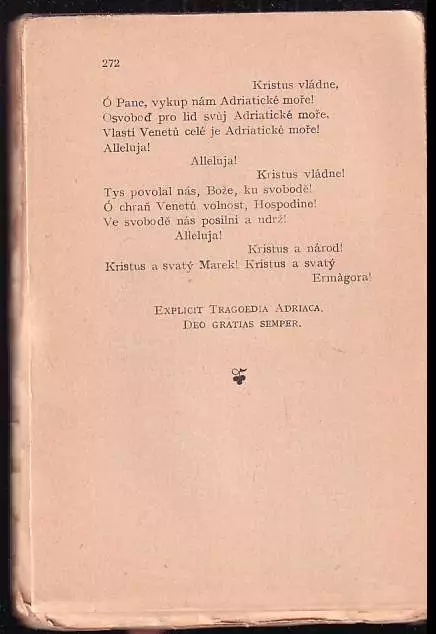 272
Kristus vládne,
Ó Pane, vykup nám Adriatické moře!
Osvoboď pro lid svůj Adriatické moře.
Vlastí Venetů celé je Adriatické moře!
Alleluja!
Alleluja!
Kristus vládne!
Tys povolal nás, Bože, ku svobodě!
Ó chraň Venetů volnost, Hospodine!
Ve svobodě nás posilni a udrž!
Alleluja!
Kristus a národ!
Kristus a svatý Marek! Kristus a svatý
Ermàgora!
Explicit Tragoedia Adriaca.
Deo gratias semper.